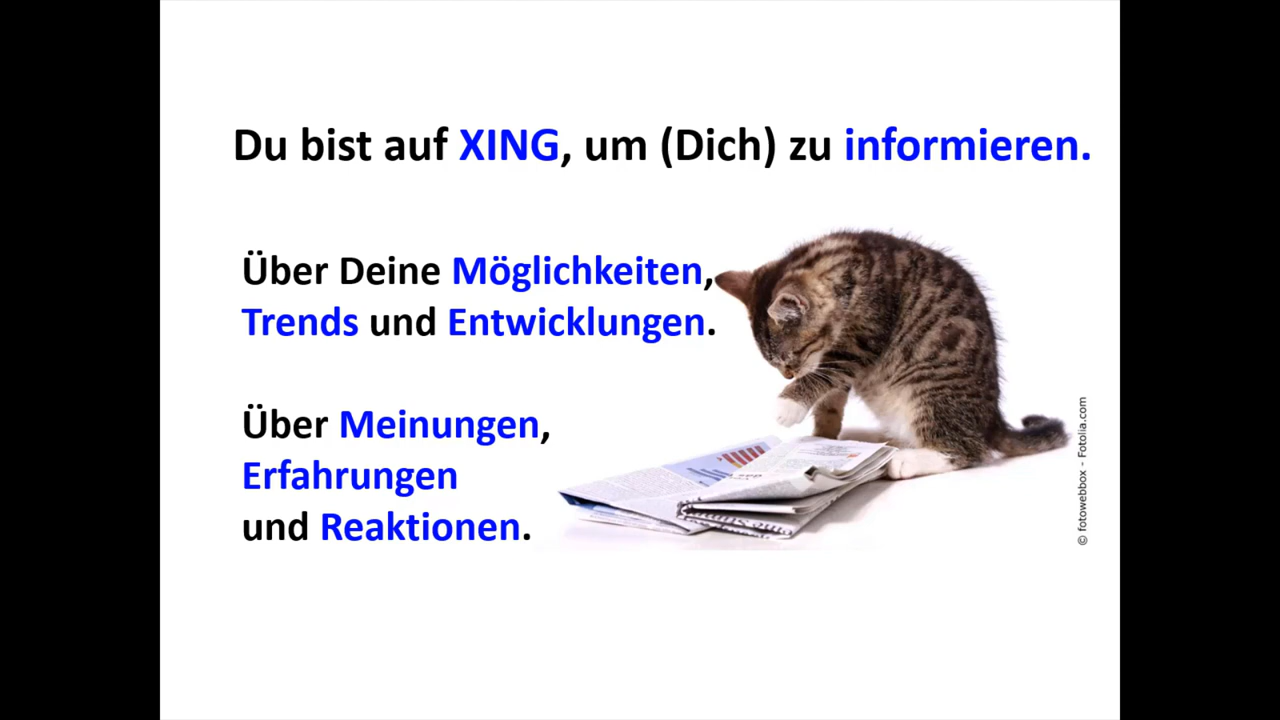 Du bist auf XING, um (Dich) zu informieren.
Über Deine Möglichkeiten,
Trends und Entwicklungen.
Über Meinungen,
Erfahrungen
und Reaktionen.
© fotowebbox - Fotolia.com